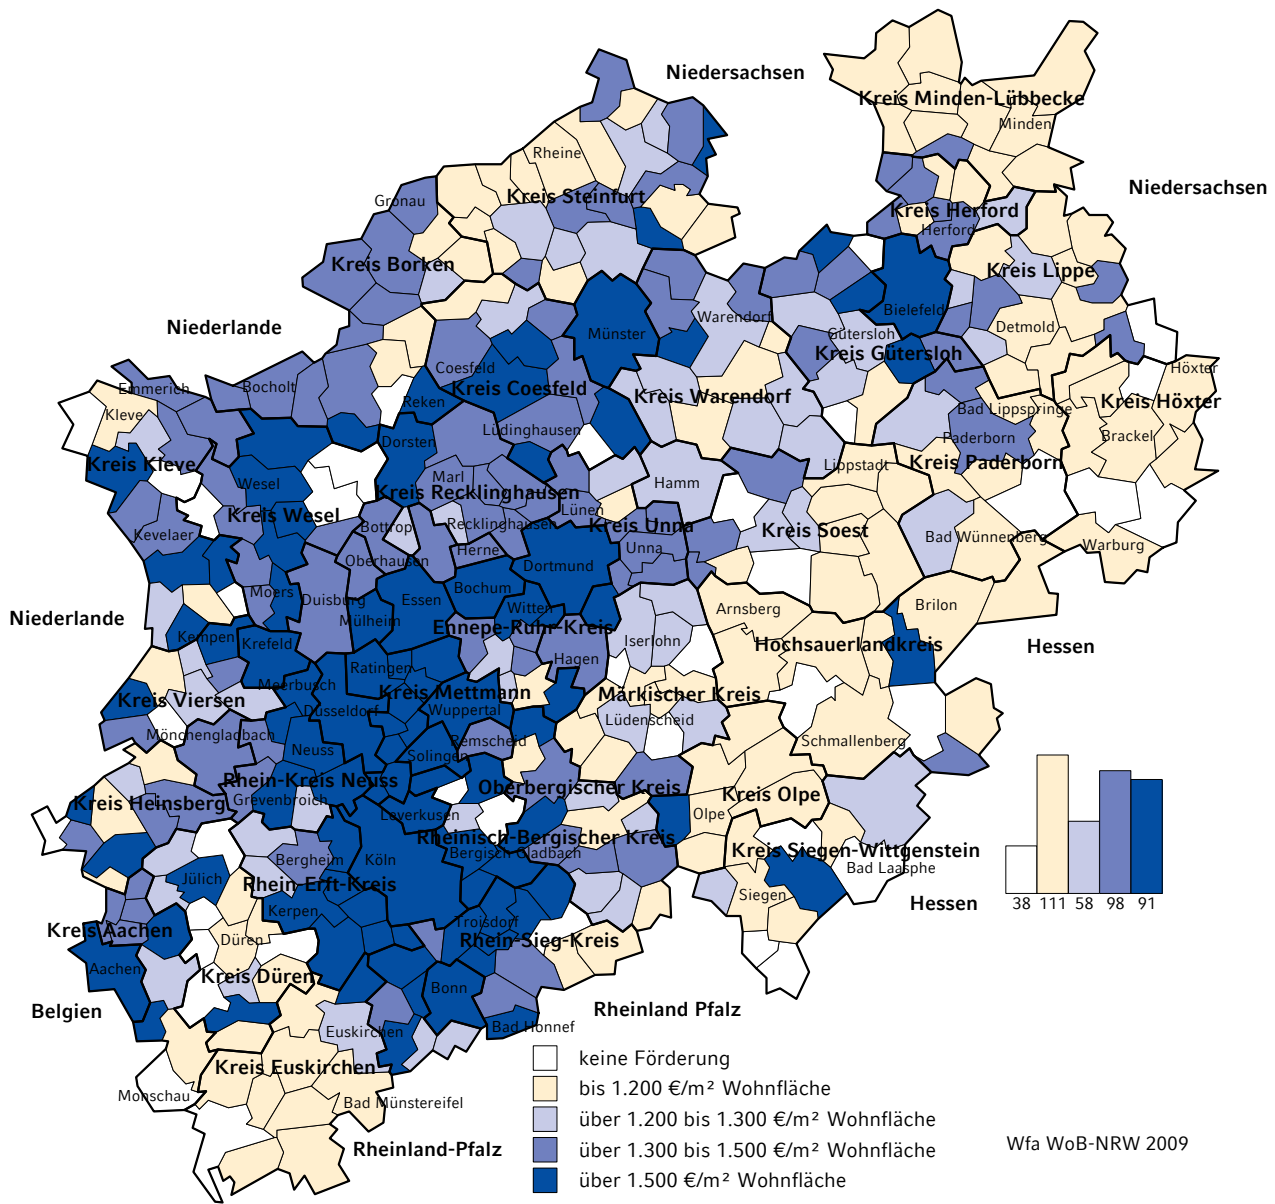 Niedersachsen
Kreis Minden-Lübbecke
Minden
Rheine
Niedersachsen
Kreis Steinfurt
Gronau
Kreis Herford
Herford
Kreis Borken
Kreis Lippe
Bielefeld
Niederlande
Münster
Warendorf
Gütersloh
Detmold
Kreis Gütersloh
Coesfeld
Höxter
Emmerich
Bocholt
Kreis Coesfeld
Kreis Warendorf
Reken
Kreis Höxter
Kleve
Bad Lippspringe
Lüdinghausen
Dorsten
Paderborn
Brackel
Kreis Kleve
Lippstadt
Kreis Paderborn
Wesel
Marl
Hamm
Kreis Recklinghausen
Lünen
Kreis Wesel
Bottrop
Recklinghausen
Kreis Unna
Kreis Soest
Kevelaer
Bad Wünnenberg
Warburg
Herne
Unna
Oberhausen
Dortmund
Bochum
Moers
Duisburg
Essen
Witten
Arnsberg
Brilon
Niederlande
Mülheim
Ennepe-Ruhr-Kreis
Kempen
Krefeld
Iserlohn
Hochsauerlandkreis
Hessen
Hagen
Ratingen
Meerbusch
Kreis Mettmann
Märkischer Kreis
Kreis Viersen
Düsseldorf
Wuppertal
Lüdenscheid
Mönchengladbach
Neuss
Remscheid
Schmallenberg
Solingen
Rhein-Kreis Neuss
Oberbergischer Kreis
Kreis Olpe
Kreis Heinsberg
Grevenbroich
Leverkusen
Olpe
Rheinisch-Bergischer Kreis
Kreis Siegen-Wittgenstein
Bergheim
Köln
Bergisch Gladbach
Bad Laasphe
Jülich
Rhein-Erft-Kreis
Siegen
Hessen
38 111 58 98 91
Kerpen
Troisdorf
Kreis Aachen
Düren
Rhein-Sieg-Kreis
Aachen
Kreis Düren
Bonn
Belgien
Rheinland Pfalz
Euskirchen
Bad Honnef
Kreis Euskirchen
Monschau
Bad Münstereifel
Rheinland-Pfalz
keine Förderung
bis 1.200 €/m² Wohnfläche
über 1.200 bis 1.300 €/m² Wohnfläche
über 1.300 bis 1.500 €/m² Wohnfläche
über 1.500 €/m² Wohnfläche
Wfa WoB-NRW 2009